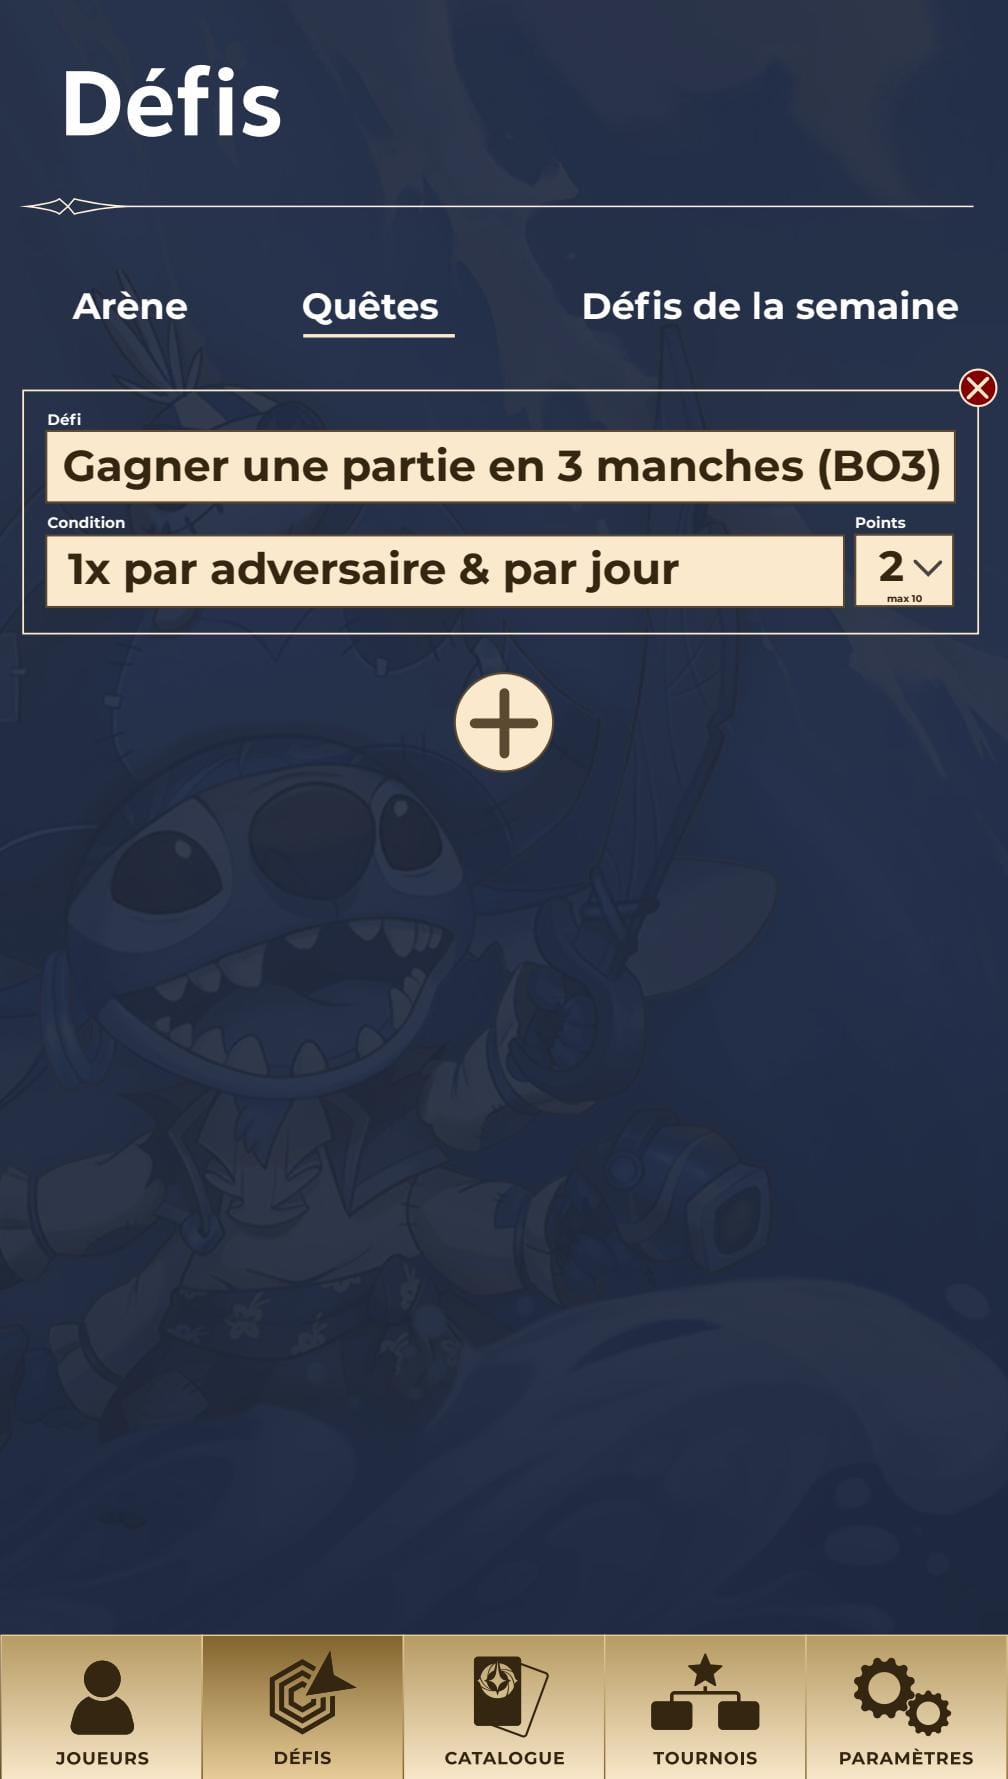 Défis
Arène Quêtes Défis de la semaine
Défi
Gagner une partie en 3 manches (BO3)
Condition Points
1x par adversaire & par jour 2
max 10
JOUEURS DÉFIS CATALOGUE TOURNOIS PARAMÈTRES